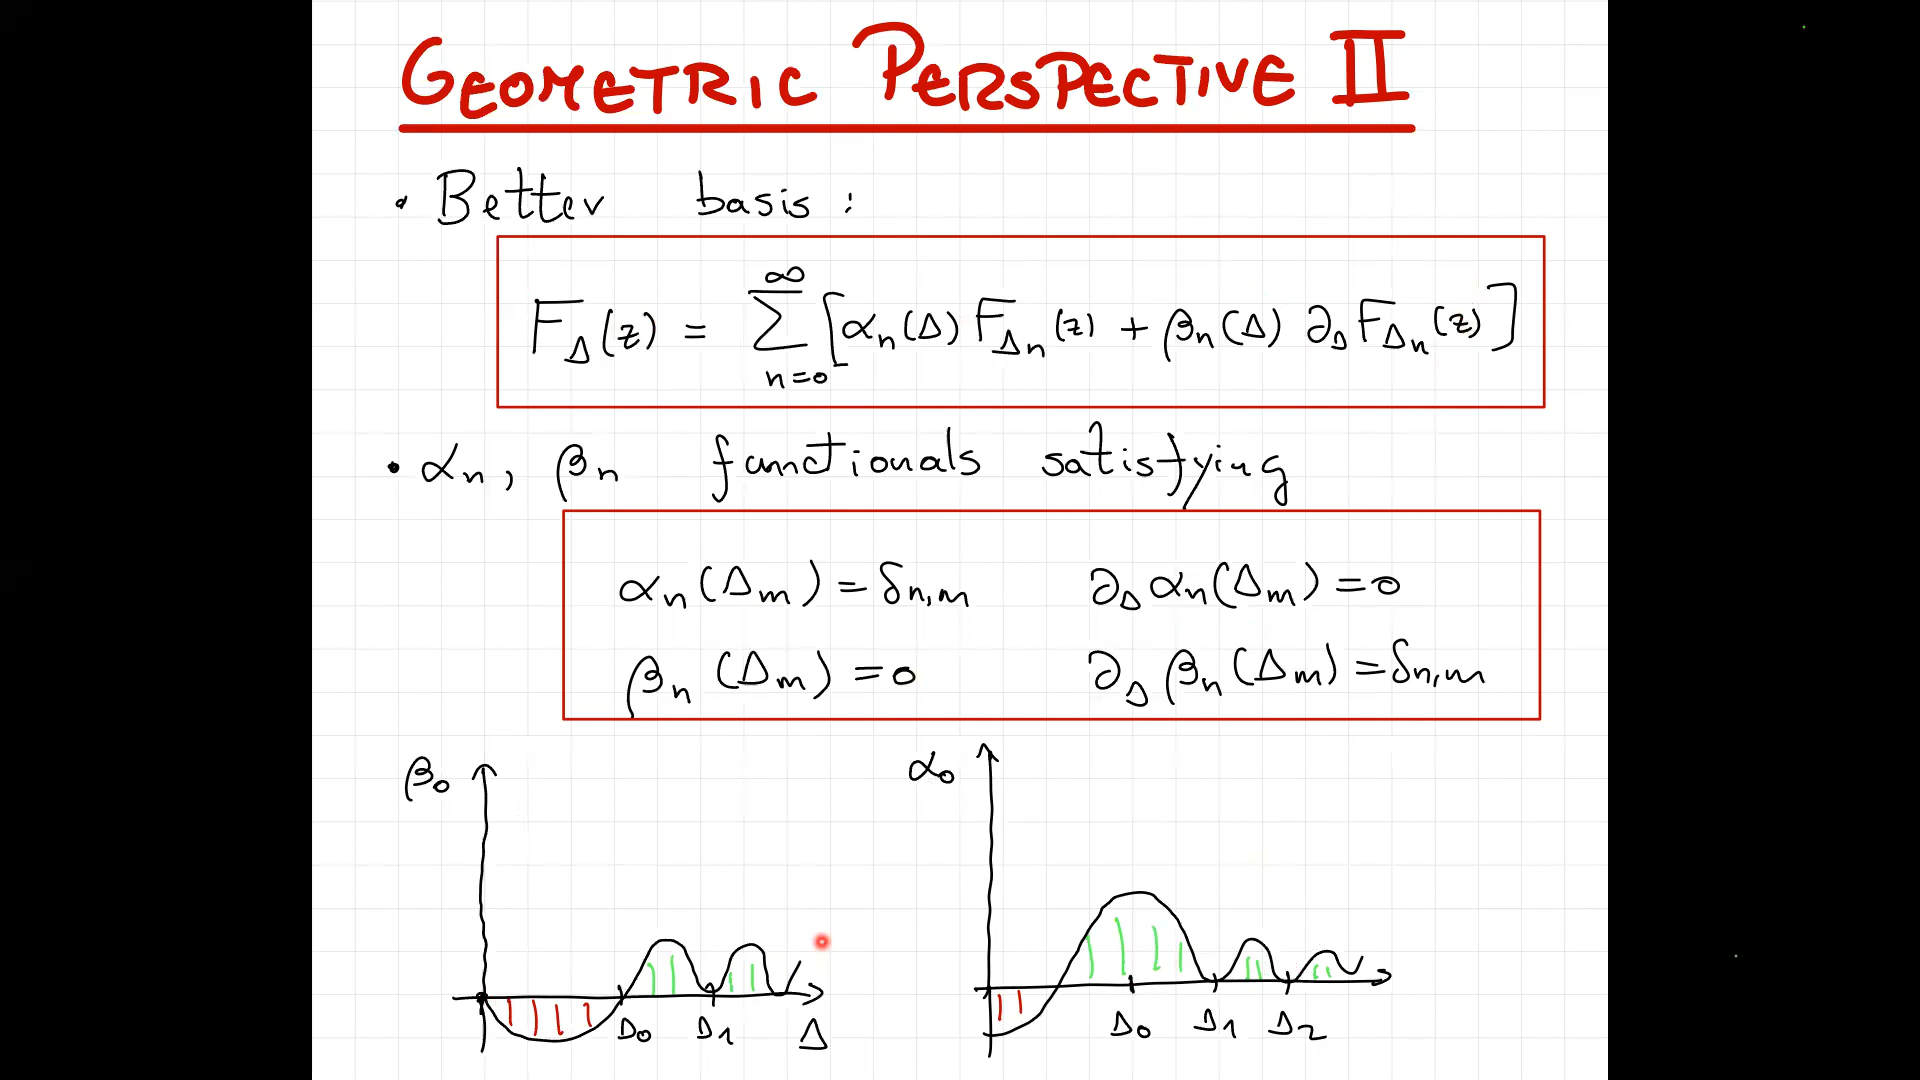 GEOMETRIC PERSPECTIVE II
• Better basis:
F_Δ(z) = ∑_{n=0}^{∞} [α_n(Δ) F_{Δ_n}(z) + β_n(Δ) ∂_Δ F_{Δ_n}(z)]
• α_n, β_n functionals satisfying
α_n(Δ_m) = δ_{n,m} ∂_Δ α_n(Δ_m) = 0
β_n(Δ_m) = 0 ∂_Δ β_n(Δ_m) = δ_{n,m}
β_0 α_0
Δ_0 Δ_1 Δ Δ_0 Δ_1 Δ_2